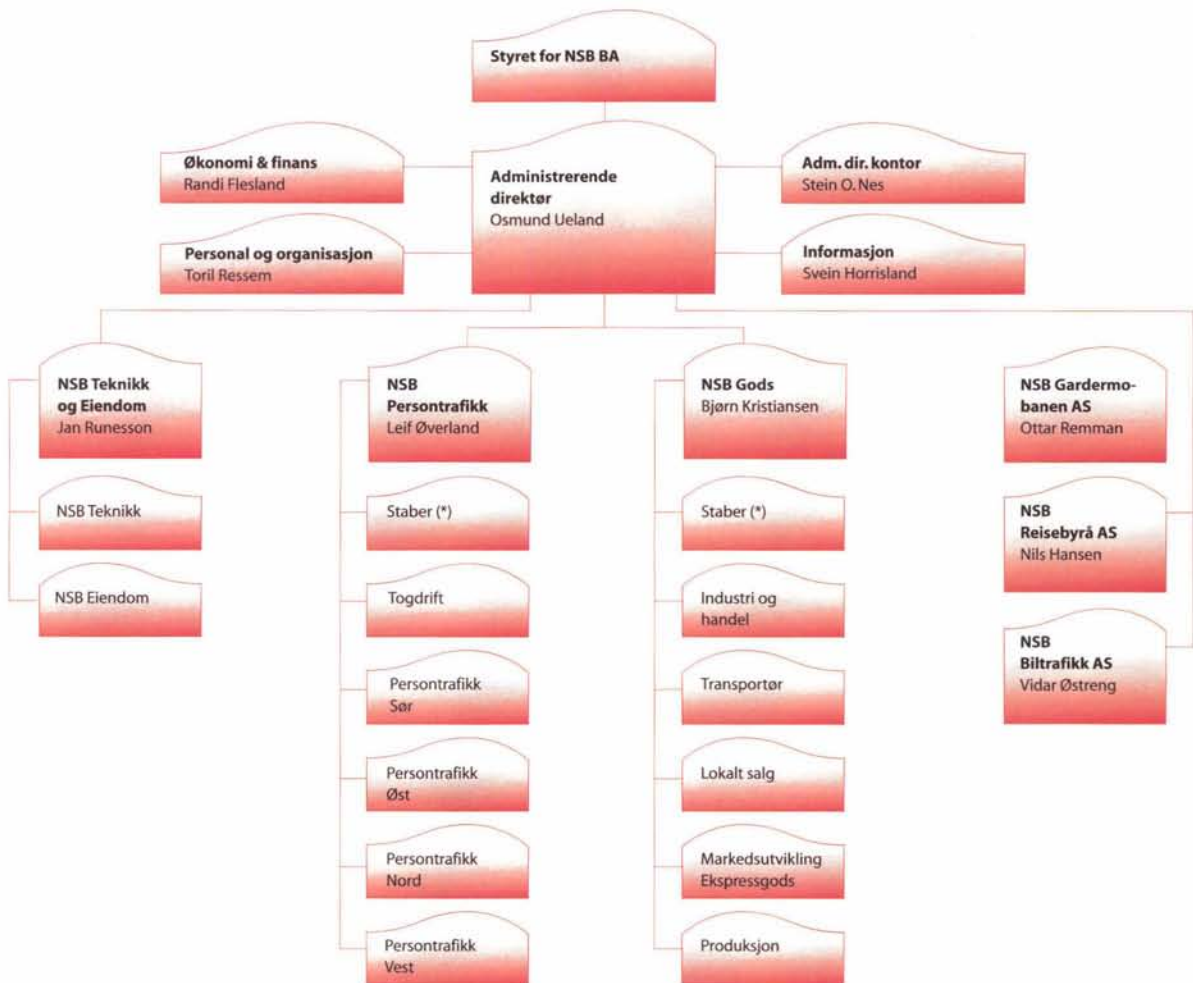 Styret for NSB BA
Økonomi & finans
Randi Flesland
Administrerende
direktør
Osmund Ueland
Adm. dir. kontor
Stein O. Nes
Personal og organisasjon
Toril Ressem
Informasjon
Svein Horrisland
NSB Teknikk
og Eiendom
Jan Runesson
NSB Teknikk
NSB Eiendom
NSB
Persontrafikk
Leif Øverland
Staber (*)
Togdrift
Persontrafikk
Sør
Persontrafikk
Øst
Persontrafikk
Nord
Persontrafikk
Vest
NSB Gods
Bjørn Kristiansen
Staber (*)
Industri og
handel
Transportør
Lokalt salg
Markedsutvikling
Ekspressgods
Produksjon
NSB Gardermo-
banen AS
Ottar Remman
NSB
Reisebyrå AS
Nils Hansen
NSB
Biltrafikk AS
Vidar Østreng